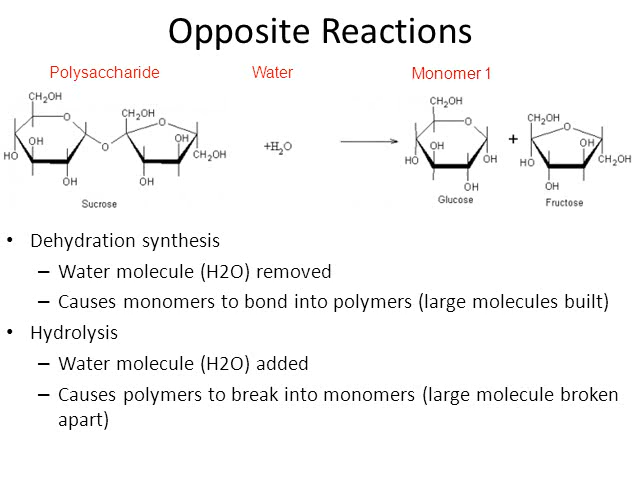 Opposite Reactions
Polysaccharide Water Monomer 1
CH₂OH CH₂OH CH₂OH CH₂OH
O O O O
OH OH OH OH
HO O CH₂OH +H₂O HO OH + HO CH₂OH
OH OH OH OH
Sucrose Glucose Fructose
• Dehydration synthesis
– Water molecule (H2O) removed
– Causes monomers to bond into polymers (large molecules built)
• Hydrolysis
– Water molecule (H2O) added
– Causes polymers to break into monomers (large molecule broken
apart)